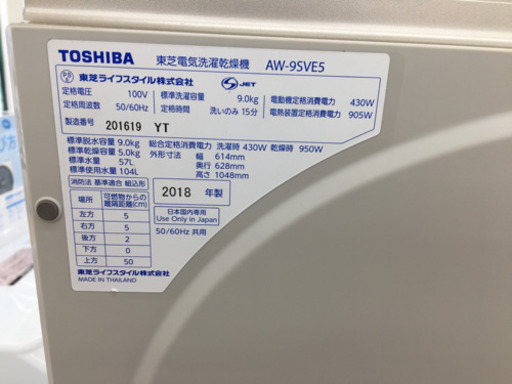 TOSHIBA 東芝電気洗濯乾燥機 AW-9SVE5
東芝ライフスタイル株式会社 JET
定格電圧 100V 標準洗濯容量 9.0kg 電動機定格消費電力 430W
定格周波数 50/60Hz 定格時間 洗いのみ 15分 電熱装置定格消費電力 905W
製造番号 201619 YT
標準脱水容量 9.0kg 総合定格消費電力 洗濯時 430W 乾燥時 950W
標準乾燥容量 5.0kg 外形寸法 幅 614mm
標準水量 57L 奥行 628mm
標準使用水量 104L 高さ 1048mm
消防法 基準適合 組込形
場所 可燃物からの離隔距離(cm)
左方 5
右方 5
後方 2
下方 0
上方 50
2018 年製
日本国内専用
Use Only in Japan
50/60Hz 共用
東芝ライフスタイル株式会社
MADE IN THAILAND
び方